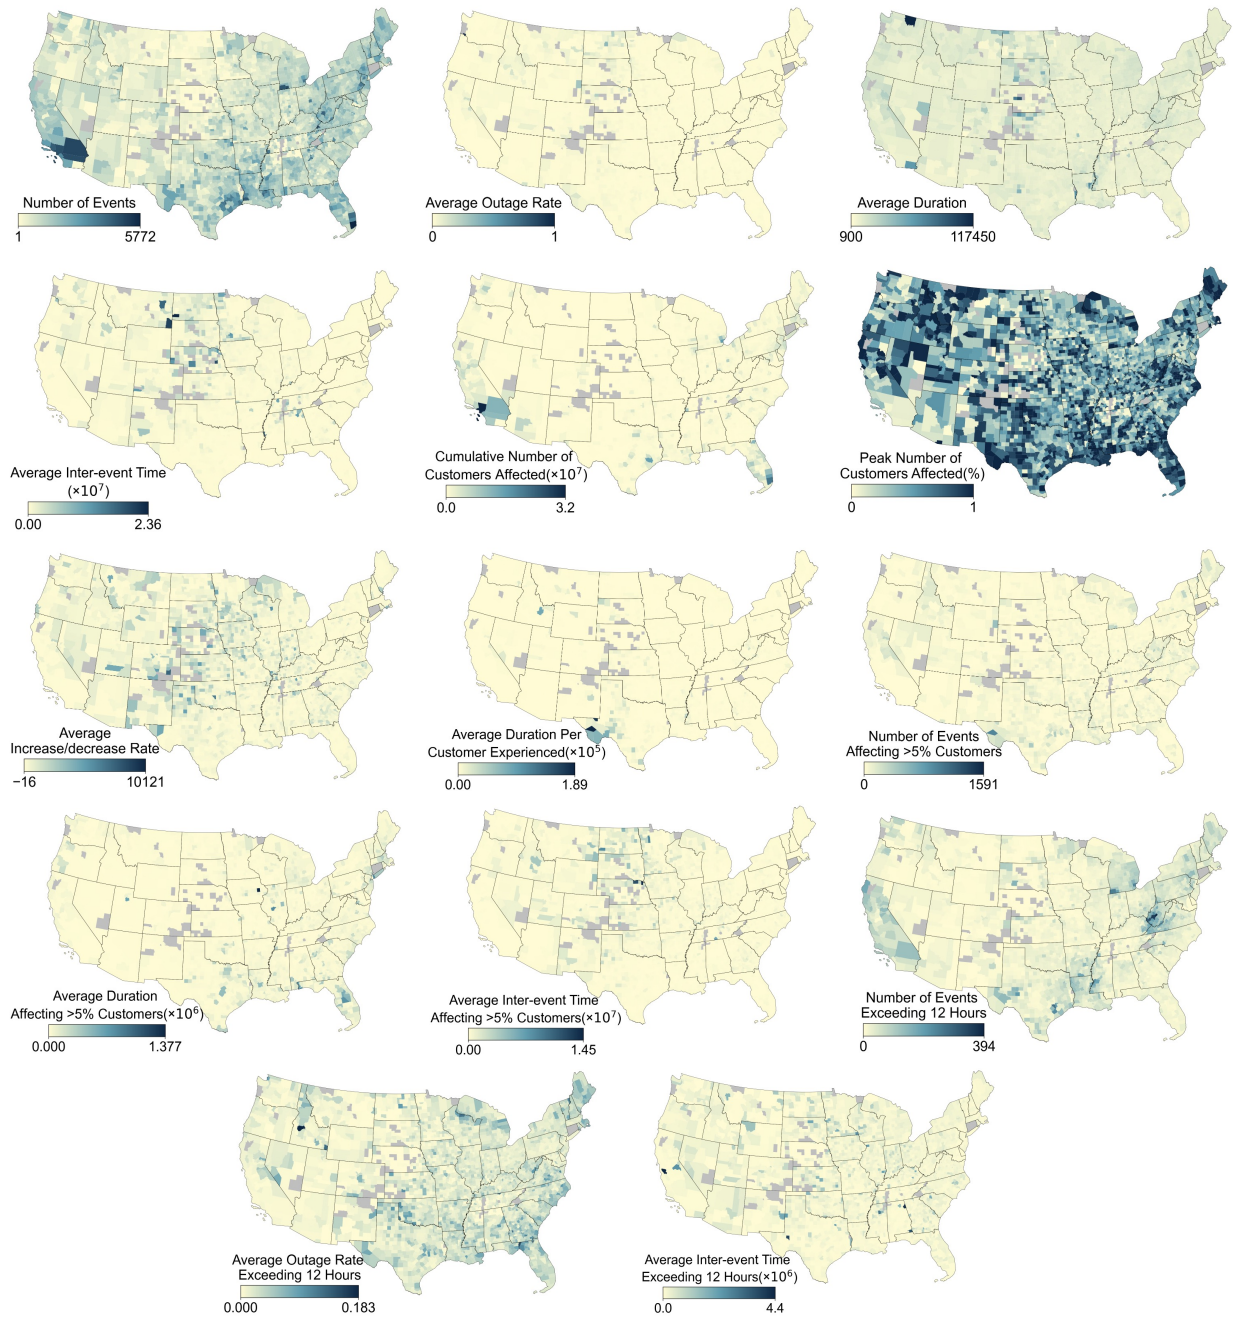 Number of Events
1 5772
Average Outage Rate
0 1
Average Duration
900 117450
Average Inter-event Time
(×10⁷)
0.00 2.36
Cumulative Number of
Customers Affected(×10⁷)
0.0 3.2
Peak Number of
Customers Affected(%)
0 1
Average
Increase/decrease Rate
−16 10121
Average Duration Per
Customer Experienced(×10⁵)
0.00 1.89
Number of Events
Affecting >5% Customers
0 1591
Average Duration
Affecting >5% Customers(×10⁶)
0.000 1.377
Average Inter-event Time
Affecting >5% Customers(×10⁷)
0.00 1.45
Number of Events
Exceeding 12 Hours
0 394
Average Outage Rate
Exceeding 12 Hours
0.000 0.183
Average Inter-event Time
Exceeding 12 Hours(×10⁶)
0.0 4.4